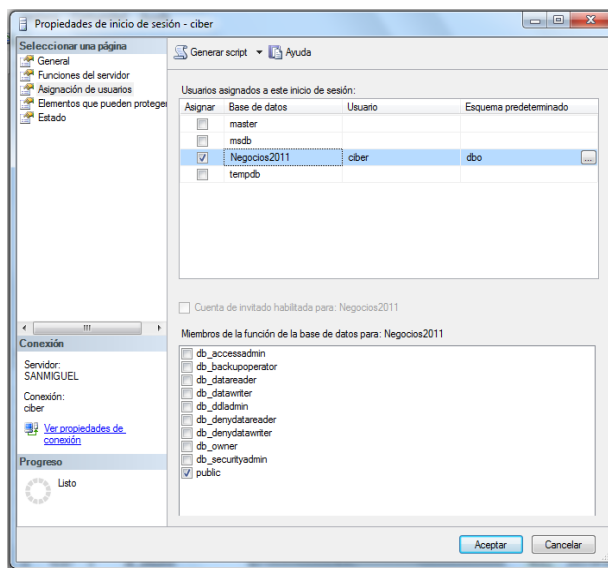 Propiedades de inicio de sesión - ciber
Seleccionar una página
General
Funciones del servidor
Asignación de usuarios
Elementos que pueden proteger
Estado
Generar script
Ayuda
Usuarios asignados a este inicio de sesión:
Asignar Base de datos Usuario Esquema predeterminado
master
msdb
Negocios2011 ciber dbo ...
tempdb
Cuenta de invitado habilitada para: Negocios2011
Miembros de la función de la base de datos para: Negocios2011
db_accessadmin
db_backupoperator
db_datareader
db_datawriter
db_ddladmin
db_denydatareader
db_denydatawriter
db_owner
db_securityadmin
public
Conexión
Servidor:
SANMIGUEL
Conexión:
ciber
Ver propiedades de
conexión
Progreso
Listo
Aceptar Cancelar